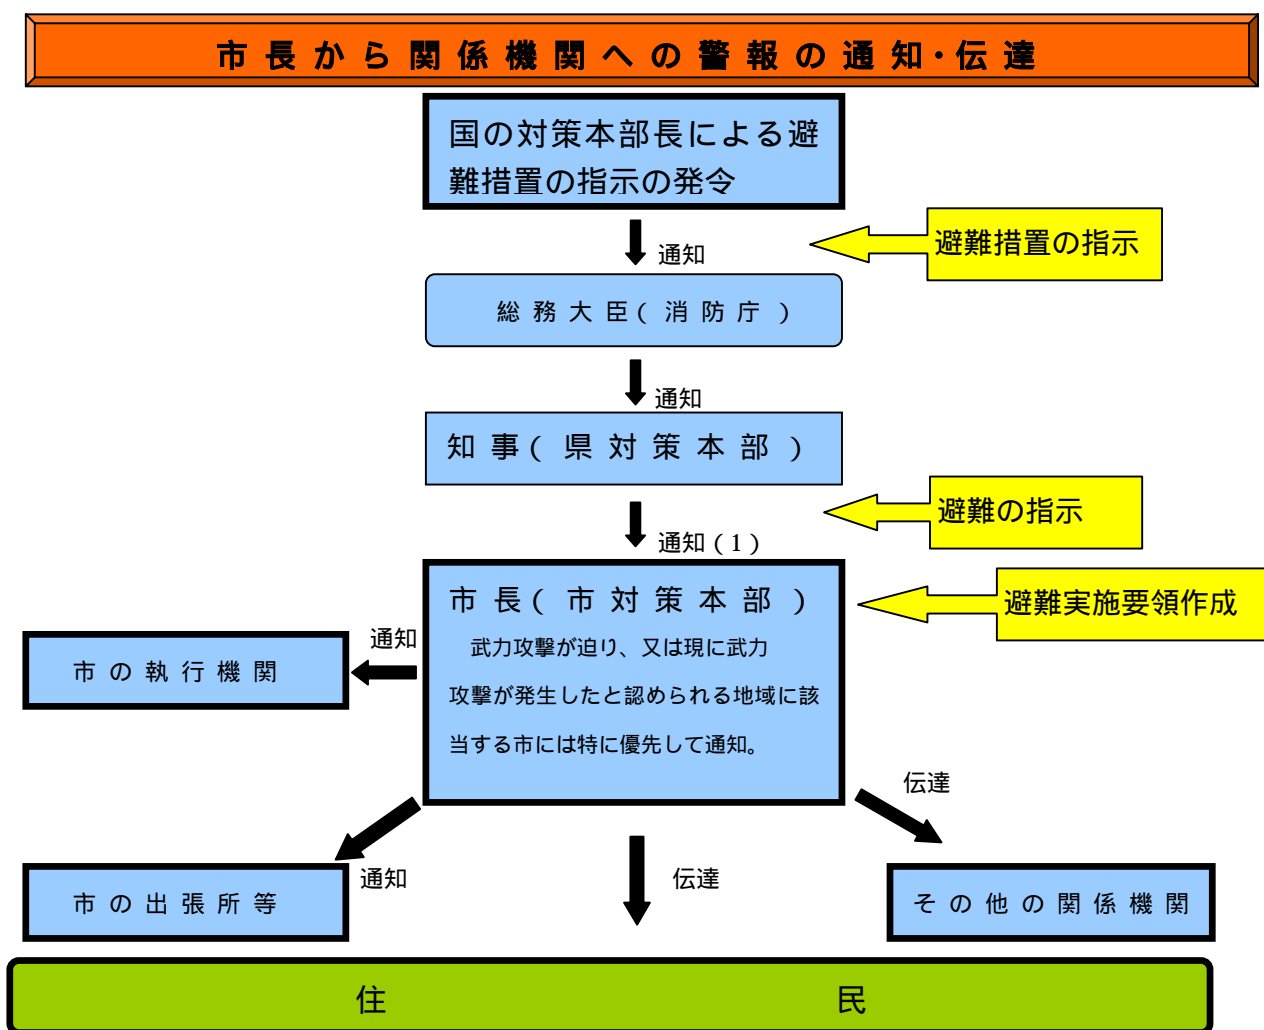 市長から関係機関への警報の通知・伝達
国の対策本部長による避
難措置の指示の発令
通知
避難措置の指示
総務大臣(消防庁)
通知
知事(県対策本部)
避難の指示
通知(1)
市長(市対策本部)
避難実施要領作成
武力攻撃が迫り、又は現に武力
攻撃が発生したと認められる地域に該
当する市には特に優先して通知。
通知
市の執行機関
伝達
通知
伝達
市の出張所等
その他の関係機関
住民